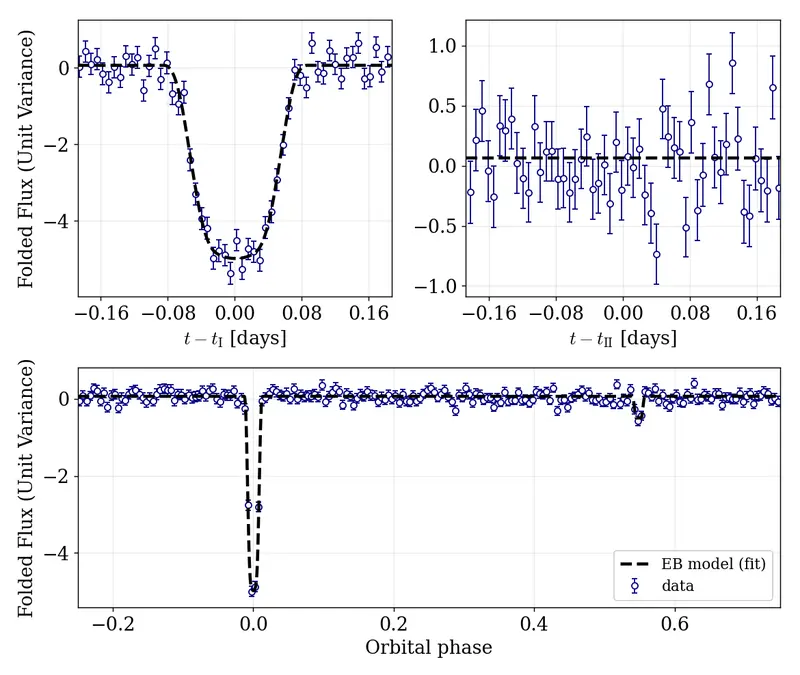 Folded Flux (Unit Variance)
0
−2
−4
−0.16 −0.08 0.00 0.08 0.16
t − tI [days]
1.0
0.5
0.0
−0.5
−1.0
−0.16 −0.08 0.00 0.08 0.16
t − tII [days]
Folded Flux (Unit Variance)
0
−2
−4
−0.2 0.0 0.2 0.4 0.6
Orbital phase
EB model (fit)
data